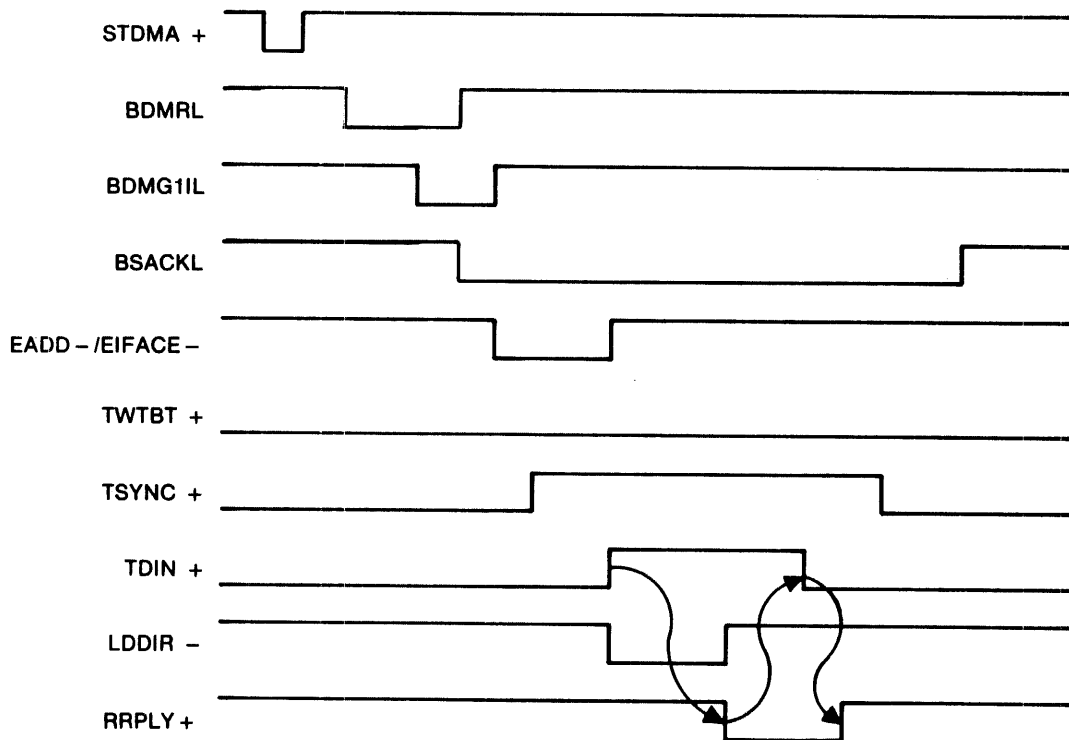 STDMA +
BDMRL
BDMG1IL
BSACKL
EADD – /EIFACE –
TWTBT +
TSYNC +
TDIN +
LDDIR –
RRPLY +